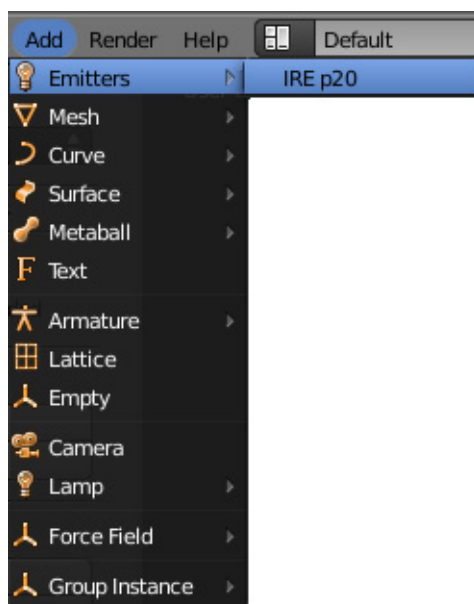 Add Render Help Default
Emitters IRE p20
Mesh
Curve
Surface
Metaball
Text
Armature
Lattice
Empty
Camera
Lamp
Force Field
Group Instance